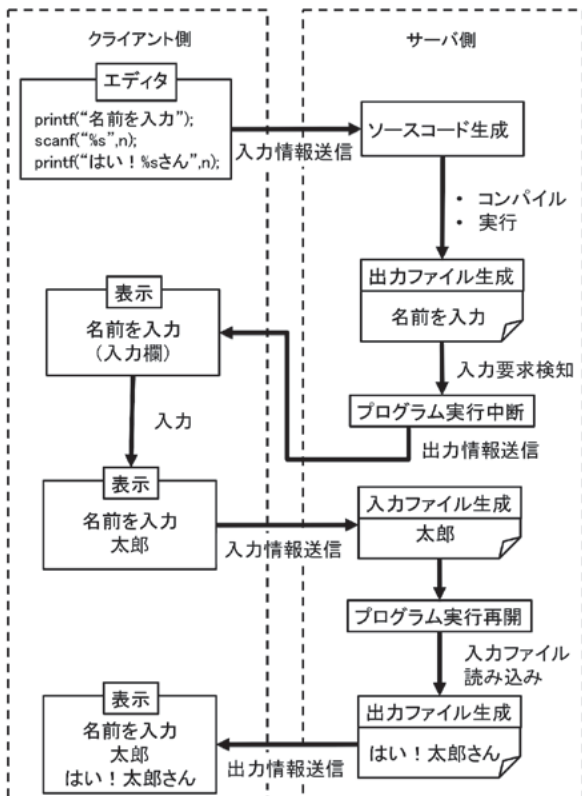 クライアント側
サーバ側
エディタ
printf("名前を入力");
scanf("%s",n);
printf("はい！%sさん",n);
入力情報送信
ソースコード生成
・ コンパイル
・ 実行
出力ファイル生成
名前を入力
入力要求検知
プログラム実行中断
出力情報送信
表示
名前を入力
(入力欄)
入力
表示
名前を入力
太郎
入力情報送信
入力ファイル生成
太郎
プログラム実行再開
入力ファイル
読み込み
出力ファイル生成
はい！太郎さん
出力情報送信
表示
名前を入力
太郎
はい！太郎さん